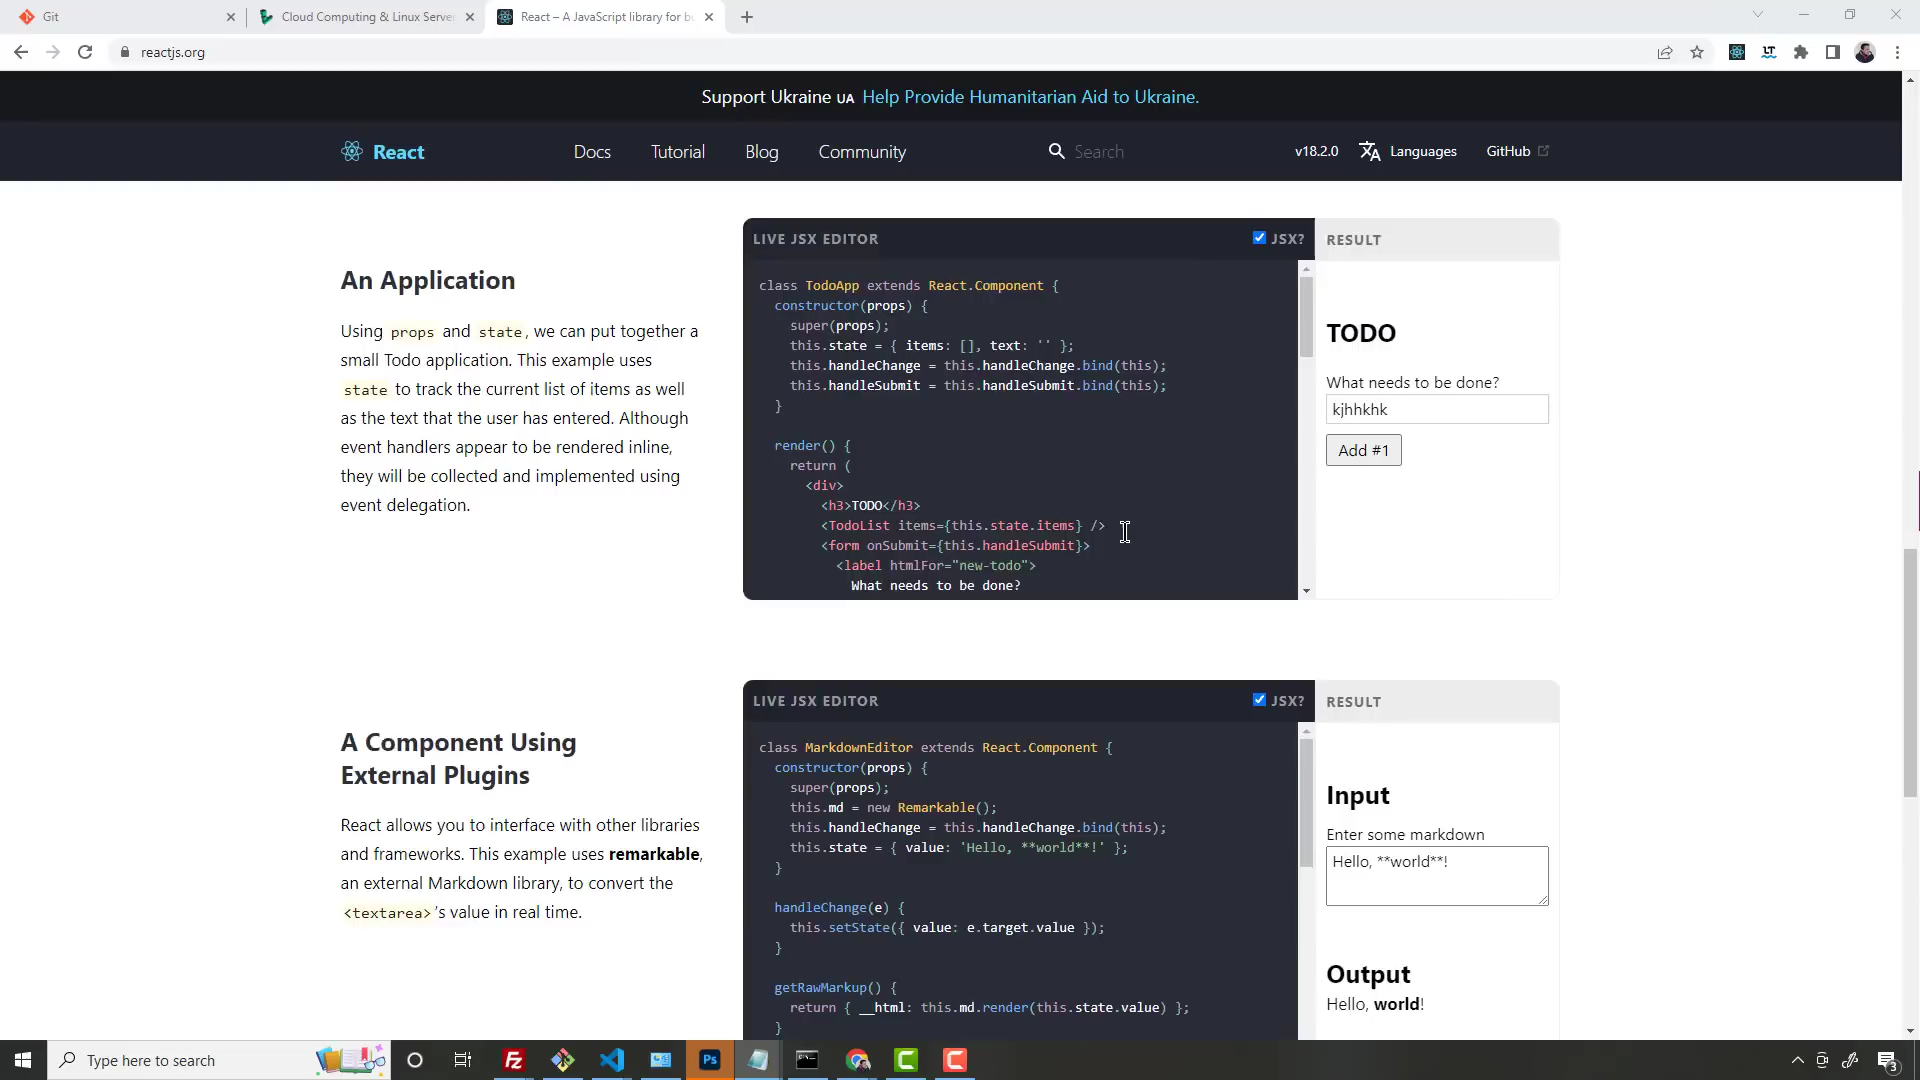 Git
Cloud Computing & Linux Serve
React – A JavaScript library for b
reactjs.org
LT
Support Ukraine UA Help Provide Humanitarian Aid to Ukraine.
React
Docs
Tutorial
Blog
Community
Search
v18.2.0
Languages
GitHub
An Application
Using props and state, we can put together a
small Todo application. This example uses
state to track the current list of items as well
as the text that the user has entered. Although
event handlers appear to be rendered inline,
they will be collected and implemented using
event delegation.
LIVE JSX EDITOR
JSX?
class TodoApp extends React.Component {
constructor(props) {
super(props);
this.state = { items: [], text: '' };
this.handleChange = this.handleChange.bind(this);
this.handleSubmit = this.handleSubmit.bind(this);
}
render() {
return (
<div>
<h3>TODO</h3>
<TodoList items={this.state.items} />
<form onSubmit={this.handleSubmit}>
<label htmlFor="new-todo">
What needs to be done?
RESULT
TODO
What needs to be done?
kjhhkhk
Add #1
A Component Using
External Plugins
React allows you to interface with other libraries
and frameworks. This example uses remarkable,
an external Markdown library, to convert the
<textarea>'s value in real time.
LIVE JSX EDITOR
JSX?
class MarkdownEditor extends React.Component {
constructor(props) {
super(props);
this.md = new Remarkable();
this.handleChange = this.handleChange.bind(this);
this.state = { value: 'Hello, **world**!' };
}
handleChange(e) {
this.setState({ value: e.target.value });
}
getRawMarkup() {
return { __html: this.md.render(this.state.value) };
}
RESULT
Input
Enter some markdown
Hello, **world**!
Output
Hello, world!
Type here to search
Fz
Ps
C
C
3